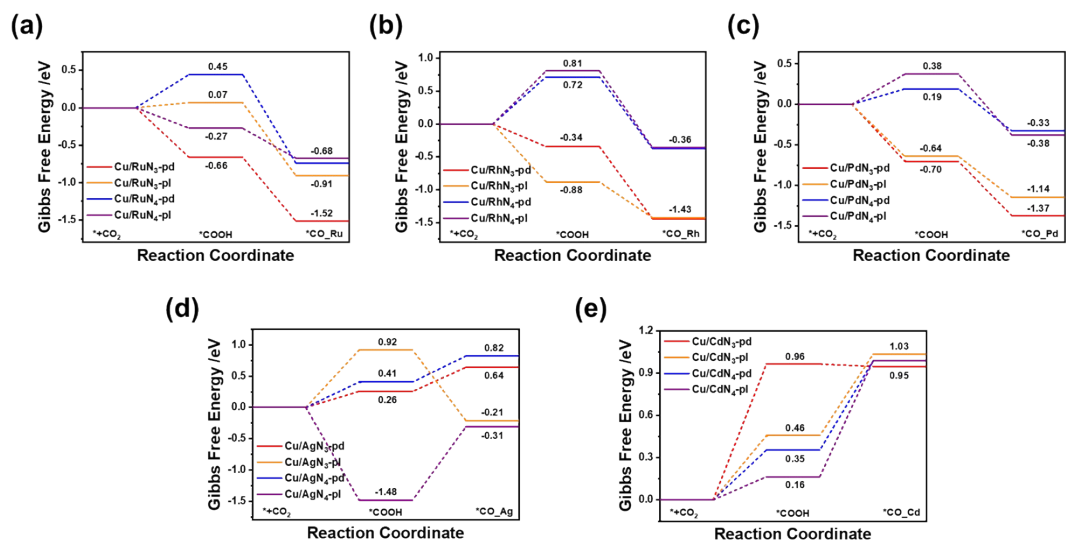 (a)
Gibbs Free Energy /eV
0.5
0.0
-0.5
-1.0
-1.5
0.45
0.07
-0.27
-0.66
-0.68
-0.91
-1.52
Cu/RuN₃-pd
Cu/RuN₃-pl
Cu/RuN₄-pd
Cu/RuN₄-pl
*+CO₂
*COOH
*CO_Ru
Reaction Coordinate
(b)
Gibbs Free Energy /eV
1.0
0.5
0.0
-0.5
-1.0
-1.5
0.81
0.72
-0.34
-0.88
-0.36
-1.43
Cu/RhN₃-pd
Cu/RhN₃-pl
Cu/RhN₄-pd
Cu/RhN₄-pl
*+CO₂
*COOH
*CO_Rh
Reaction Coordinate
(c)
Gibbs Free Energy /eV
0.5
0.0
-0.5
-1.0
-1.5
0.38
0.19
-0.64
-0.70
-0.33
-0.38
-1.14
-1.37
Cu/PdN₃-pd
Cu/PdN₃-pl
Cu/PdN₄-pd
Cu/PdN₄-pl
*+CO₂
*COOH
*CO_Pd
Reaction Coordinate
(d)
Gibbs Free Energy /eV
1.0
0.5
0.0
-0.5
-1.0
-1.5
0.92
0.41
0.26
-1.48
0.82
0.64
-0.21
-0.31
Cu/AgN₃-pd
Cu/AgN₃-pl
Cu/AgN₄-pd
Cu/AgN₄-pl
*+CO₂
*COOH
*CO_Ag
Reaction Coordinate
(e)
Gibbs Free Energy /eV
1.2
0.9
0.6
0.3
0.0
Cu/CdN₃-pd
Cu/CdN₃-pl
Cu/CdN₄-pd
Cu/CdN₄-pl
0.96
0.46
0.35
0.16
1.03
0.95
*+CO₂
*COOH
*CO_Cd
Reaction Coordinate